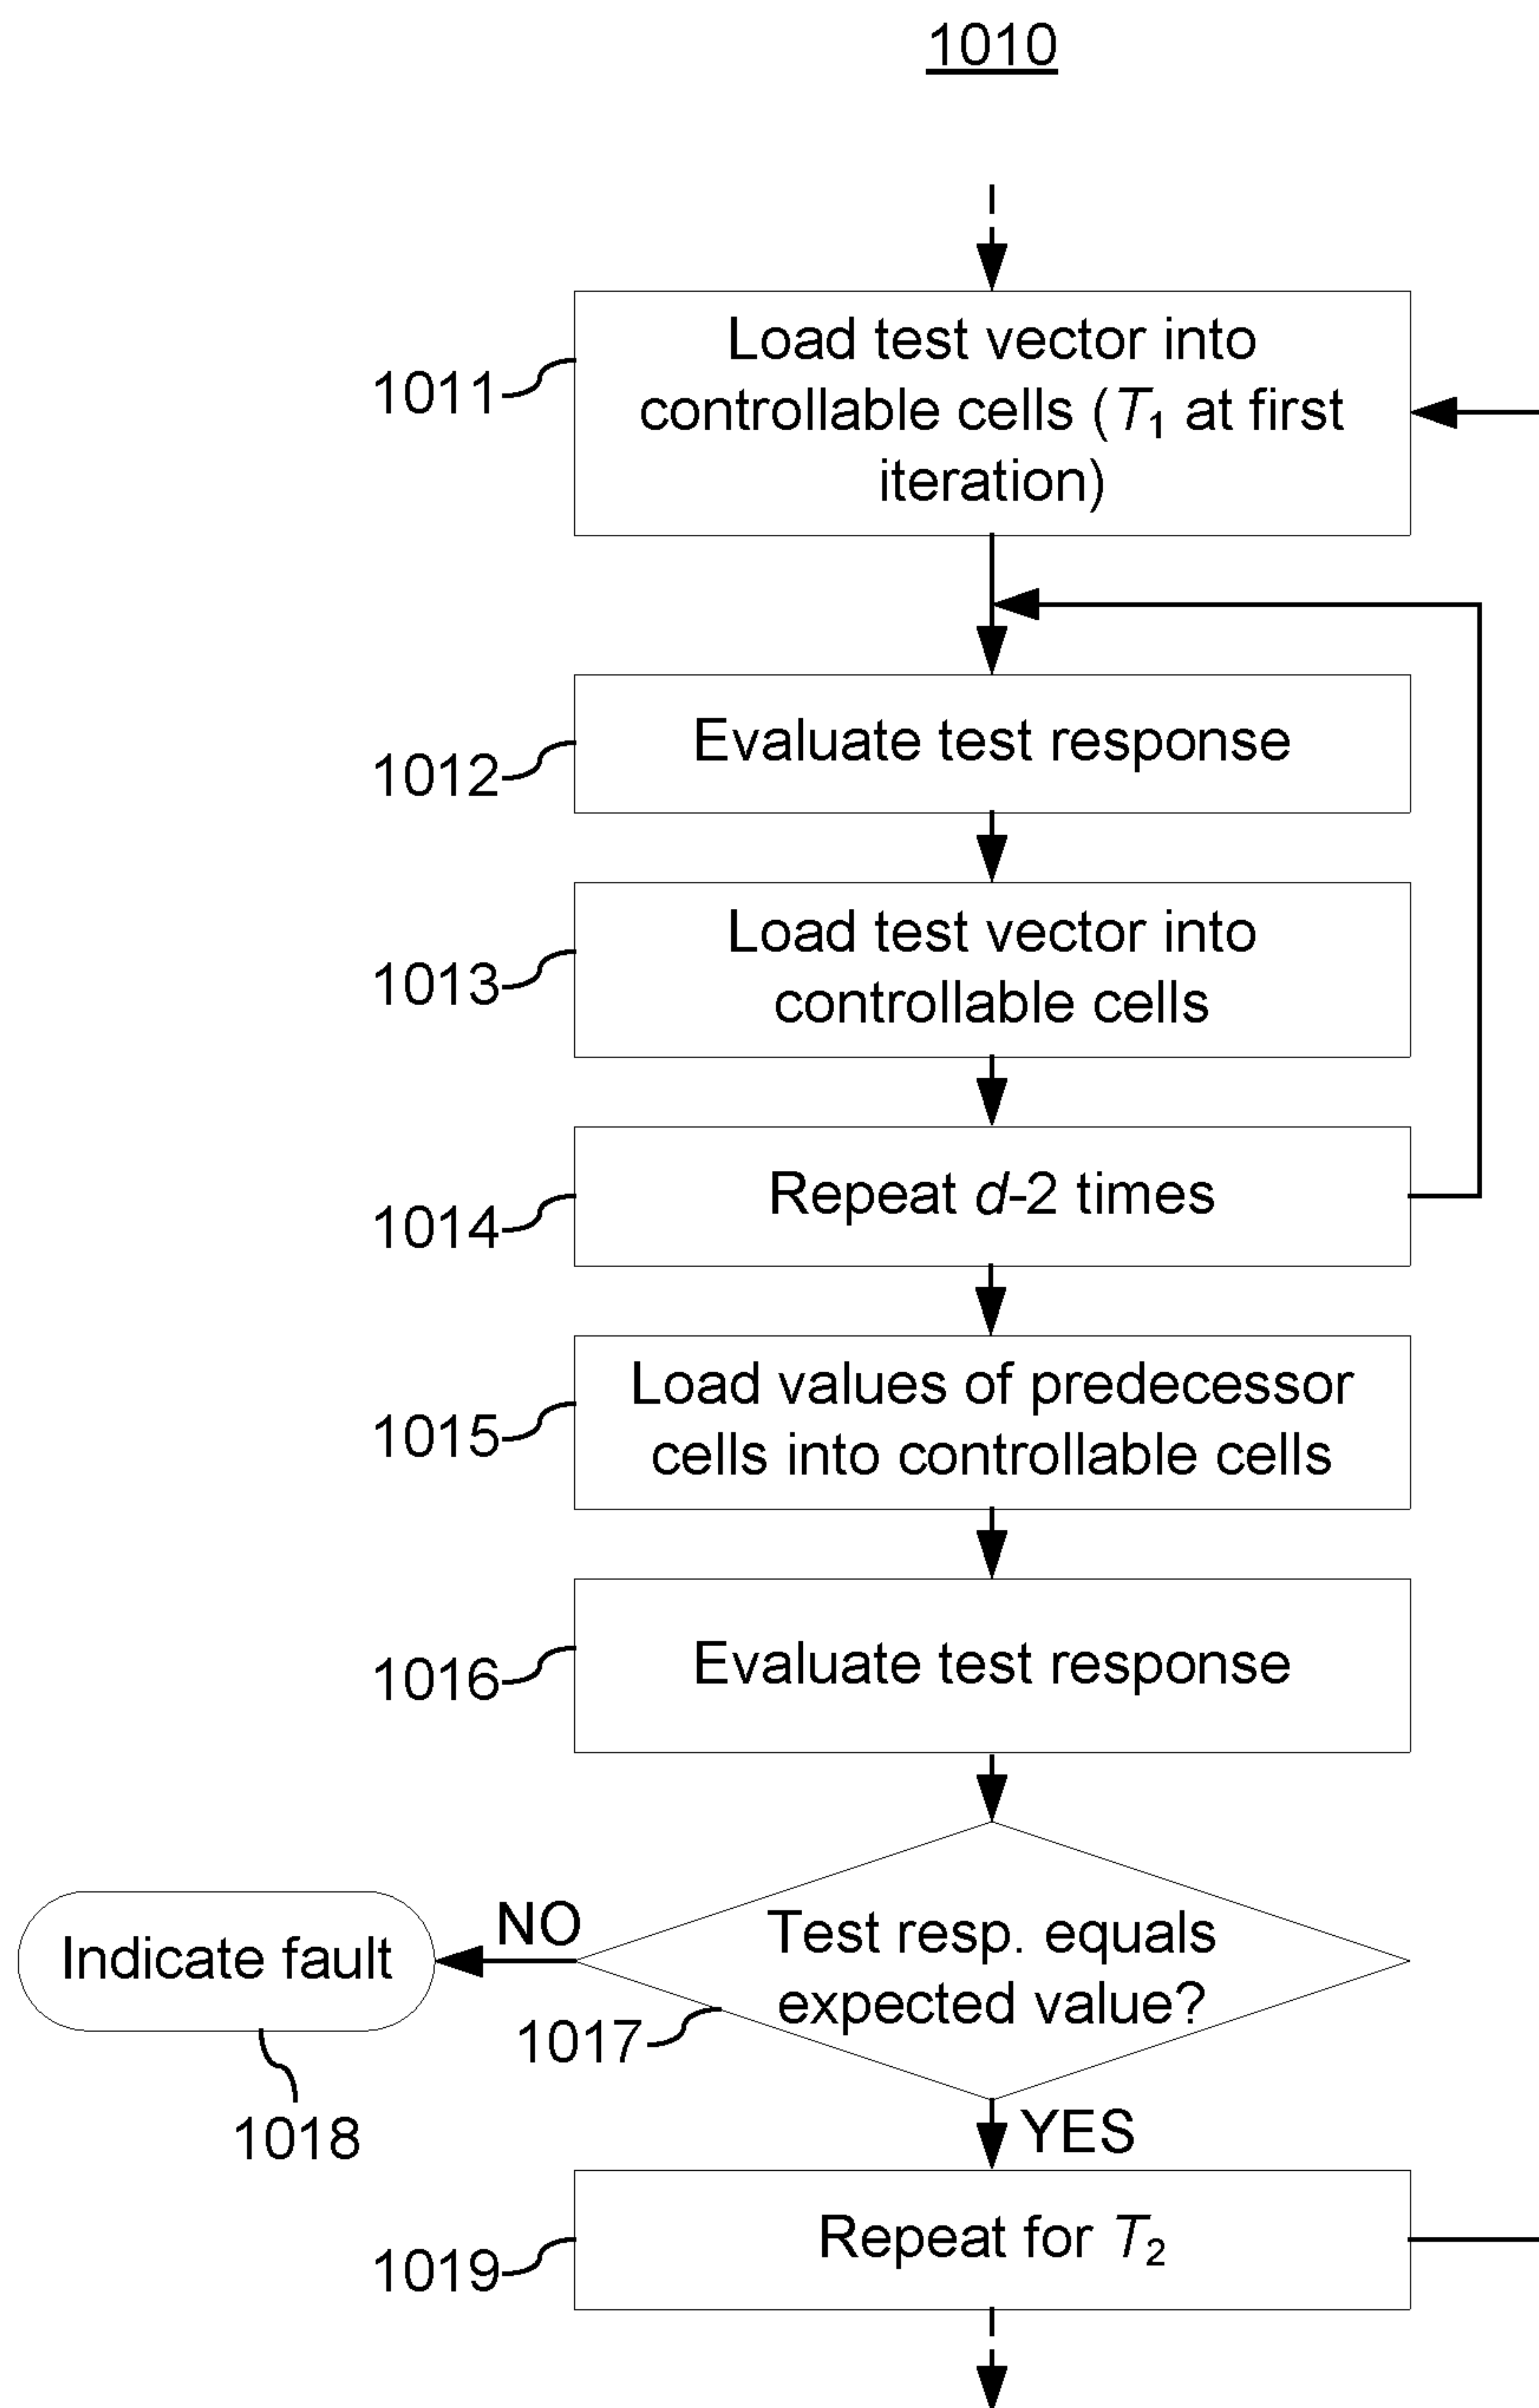 1010
Load test vector into
controllable cells (T₁ at first
iteration)
1011
Evaluate test response
1012
Load test vector into
controllable cells
1013
Repeat d-2 times
1014
Load values of predecessor
cells into controllable cells
1015
Evaluate test response
1016
Test resp. equals
expected value?
NO
Indicate fault
1017
1018
YES
Repeat for T₂
1019